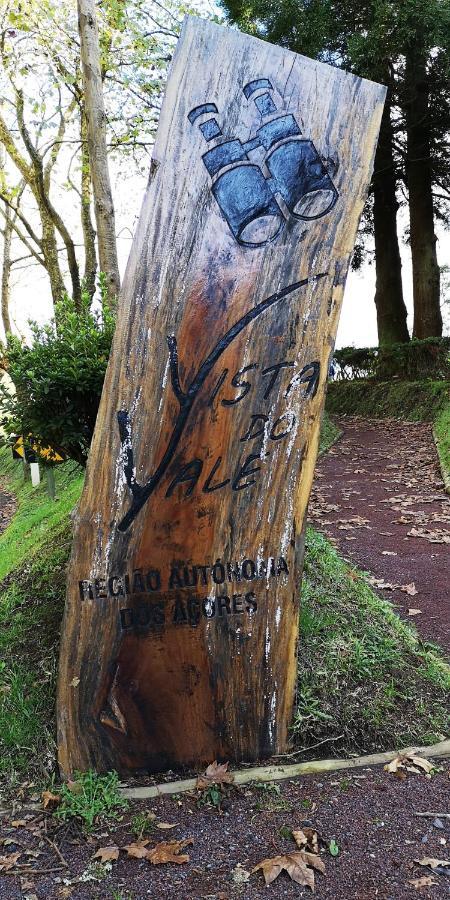 VISTA
DO
VALE
REGIÃO AUTÓNOMA
DOS AÇORES